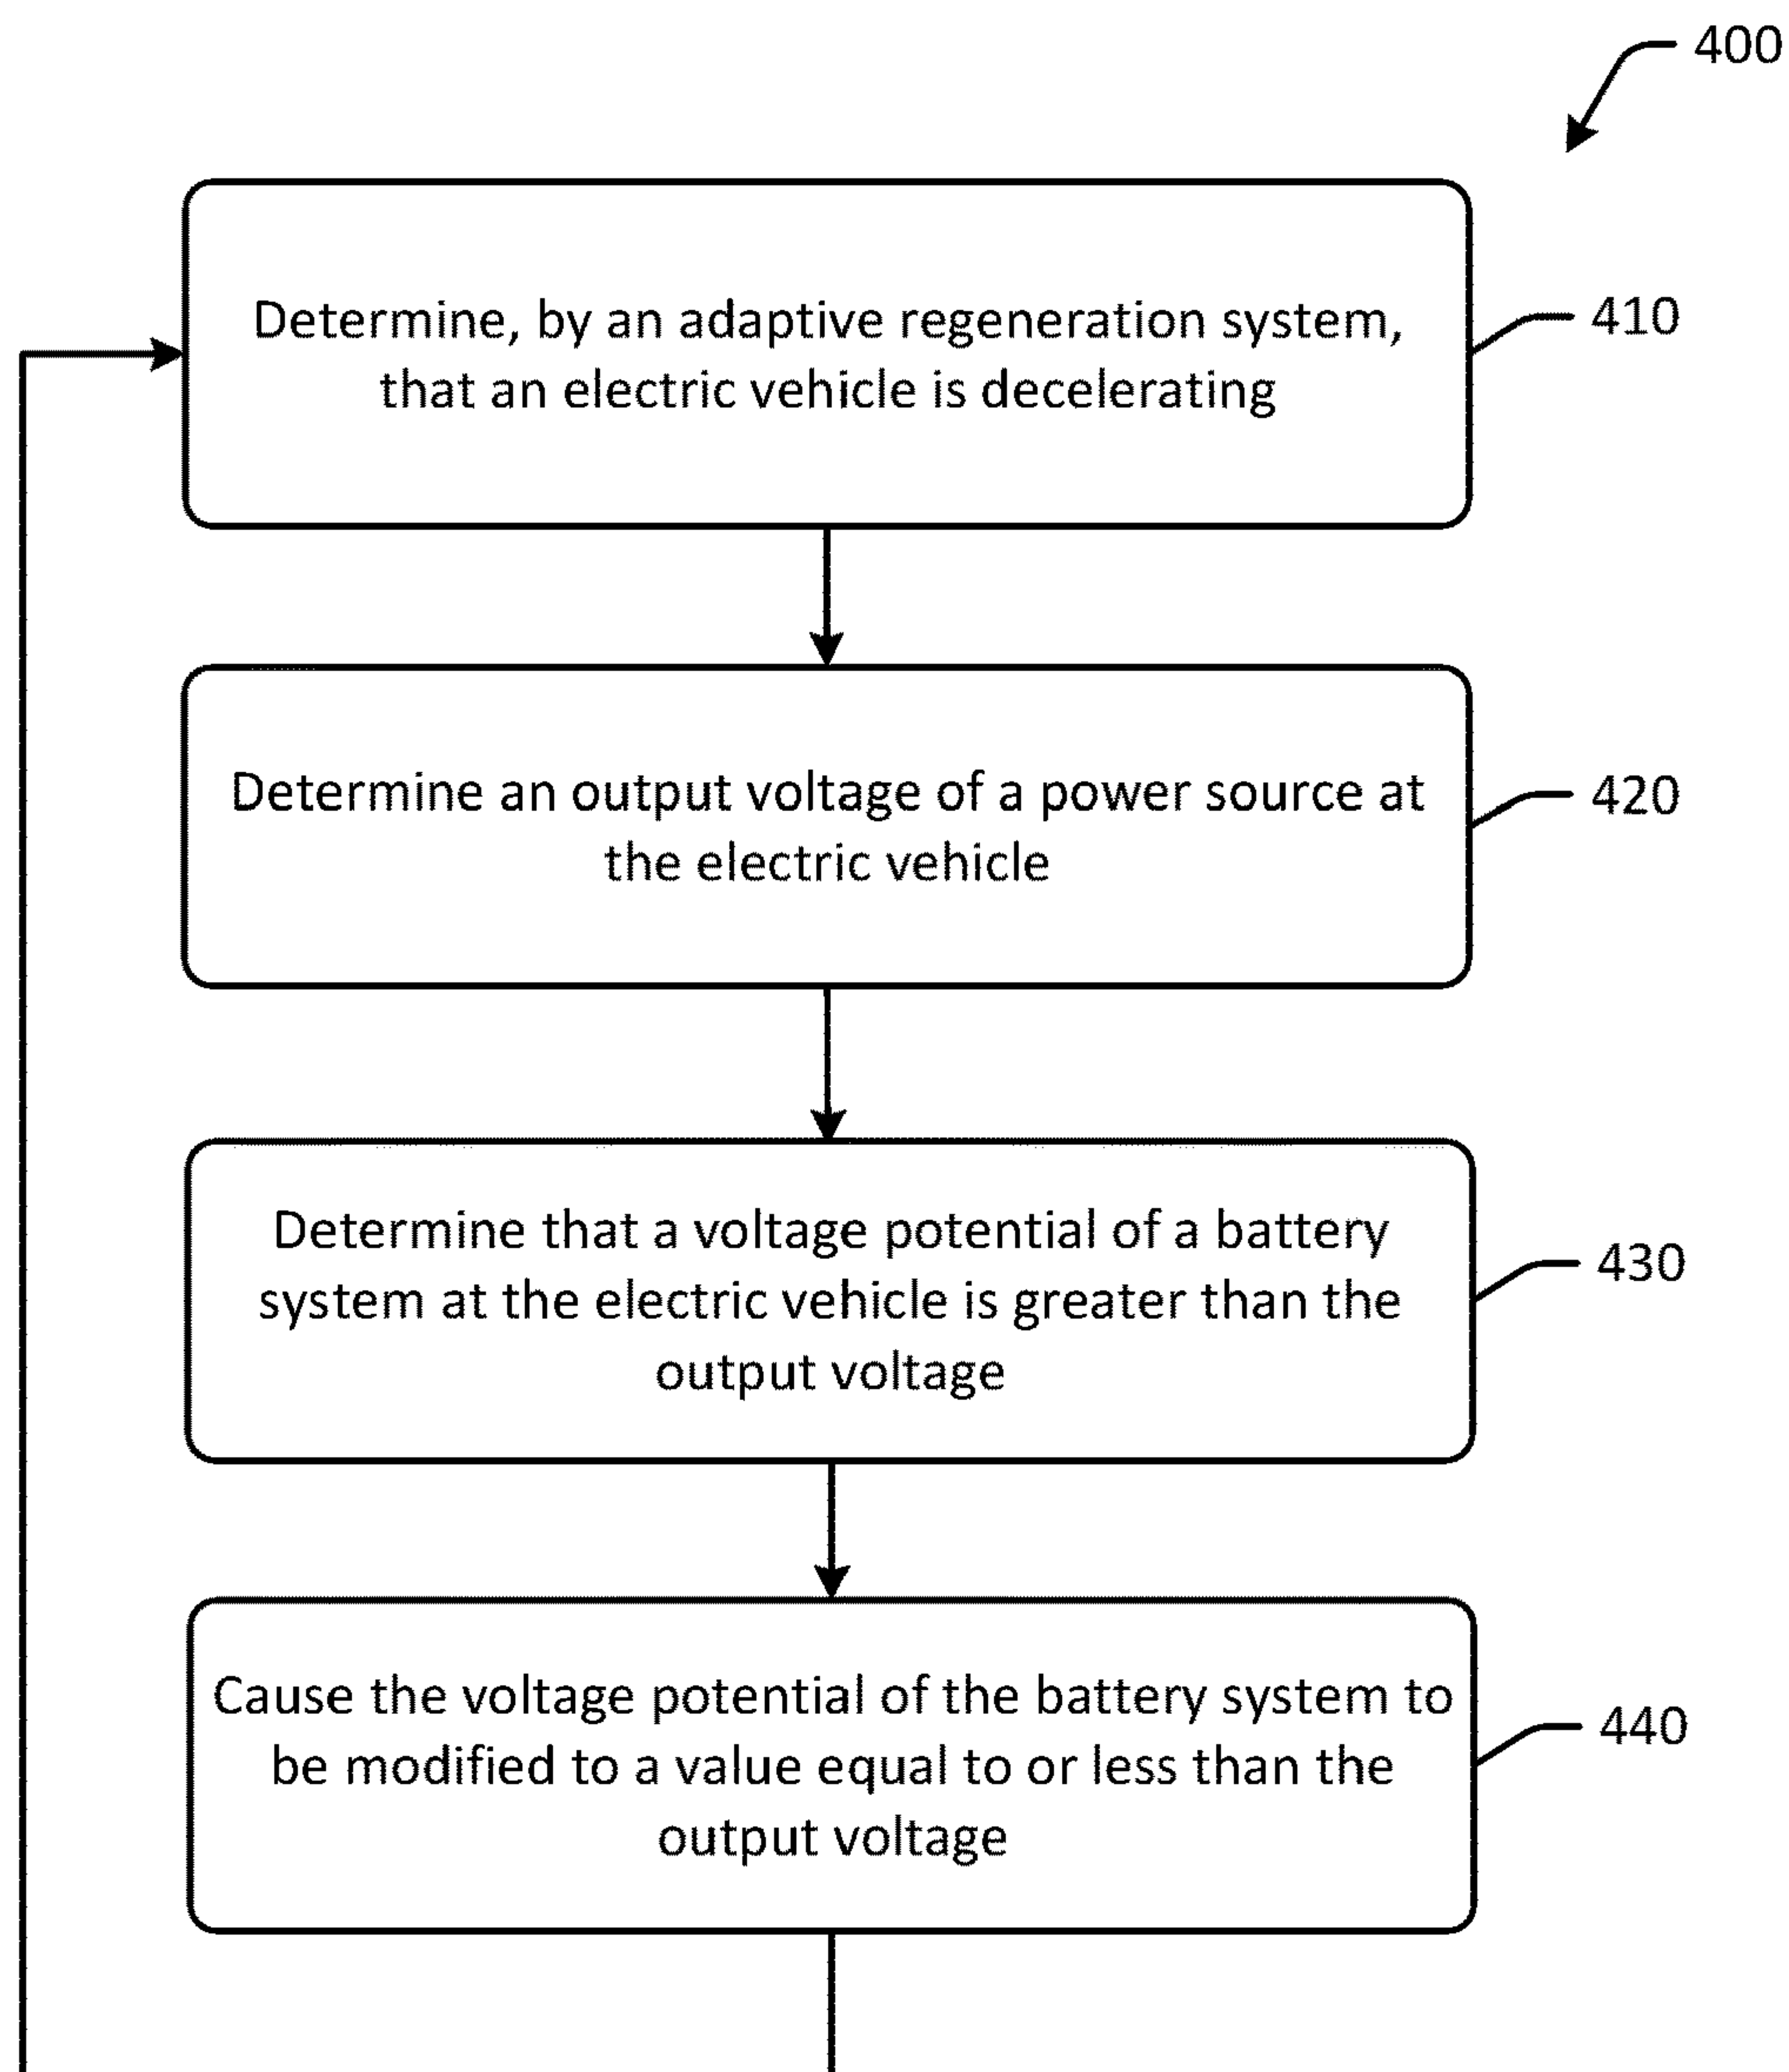 400
Determine, by an adaptive regeneration system,
that an electric vehicle is decelerating
410
Determine an output voltage of a power source at
the electric vehicle
420
Determine that a voltage potential of a battery
system at the electric vehicle is greater than the
output voltage
430
Cause the voltage potential of the battery system to
be modified to a value equal to or less than the
output voltage
440